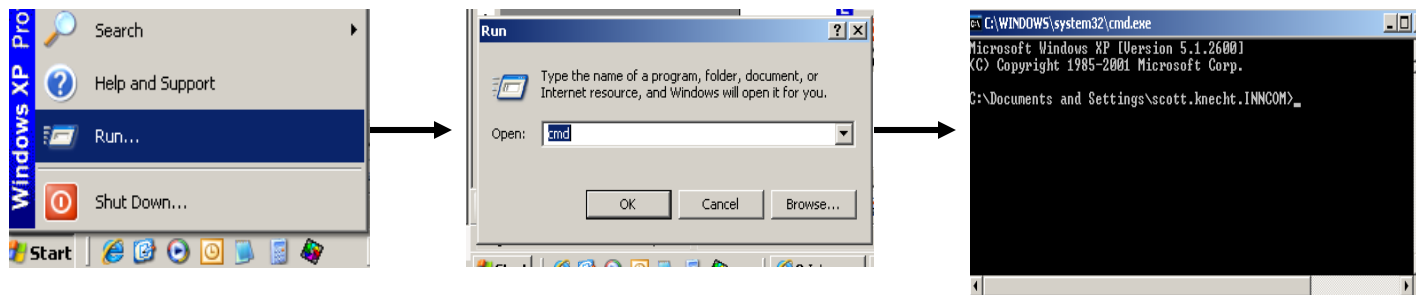 Windows XP Pro
Search
Help and Support
Run...
Shut Down...
Start
Run
Type the name of a program, folder, document, or
Internet resource, and Windows will open it for you.
Open:
cmd
OK
Cancel
Browse...
C:\WINDOWS\system32\cmd.exe
Microsoft Windows XP [Version 5.1.2600]
(C) Copyright 1985-2001 Microsoft Corp.
C:\Documents and Settings\scott.knecht.INNCOM>_